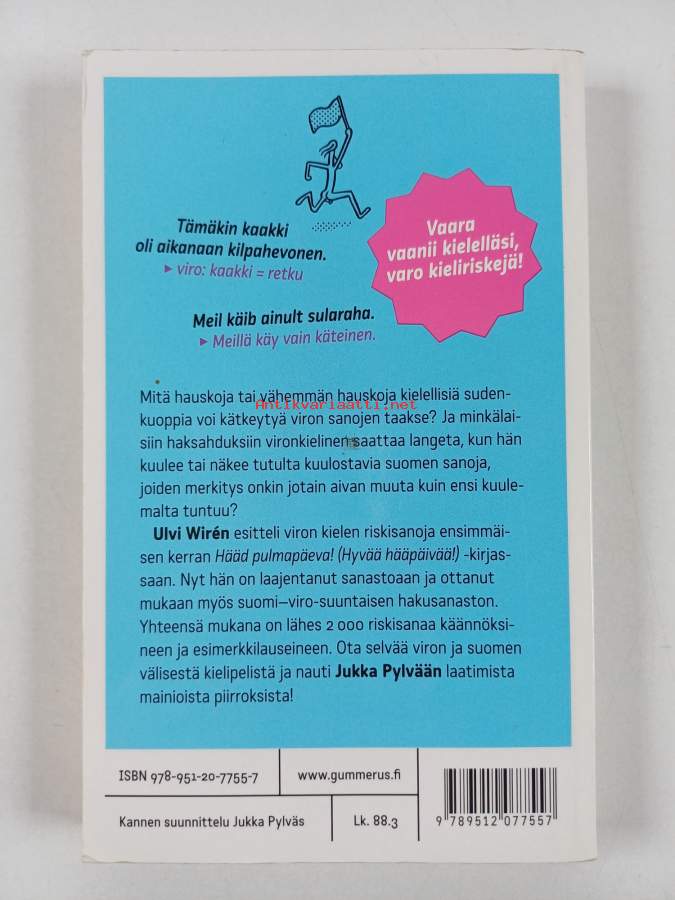 Tämäkin kaakki
oli aikanaan kilpahevonen.
▸ viro: kaakki = retku
Vaara
vaanii kielelläsi,
varo kieliriskejä!
Meil käib ainult sularaha.
▸ Meillä käy vain käteinen.
Mitä hauskoja tai vähemmän hauskoja kielellisiä suden-
Antikvariaatti.net
kuoppia voi kätkeytyä viron sanojen taakse? Ja minkälai-
siin haksahduksiin vironkielinen saattaa langeta, kun hän
kuulee tai näkee tutulta kuulostavia suomen sanoja,
joiden merkitys onkin jotain aivan muuta kuin ensi kuule-
malta tuntuu?
Ulvi Wirén esitteli viron kielen riskisanoja ensimmäi-
sen kerran Hääd pulmapäeva! (Hyvää hääpäivää!) -kirjas-
saan. Nyt hän on laajentanut sanastoaan ja ottanut
mukaan myös suomi–viro-suuntaisen hakusanaston.
Yhteensä mukana on lähes 2 000 riskisanaa käännöksi-
neen ja esimerkkilauseineen. Ota selvää viron ja suomen
välisestä kielipelistä ja nauti Jukka Pylvään laatimista
mainioista piirroksista!
ISBN 978-951-20-7755-7
www.gummerus.fi
Kannen suunnittelu Jukka Pylväs
Lk. 88.3
9 789512 077557